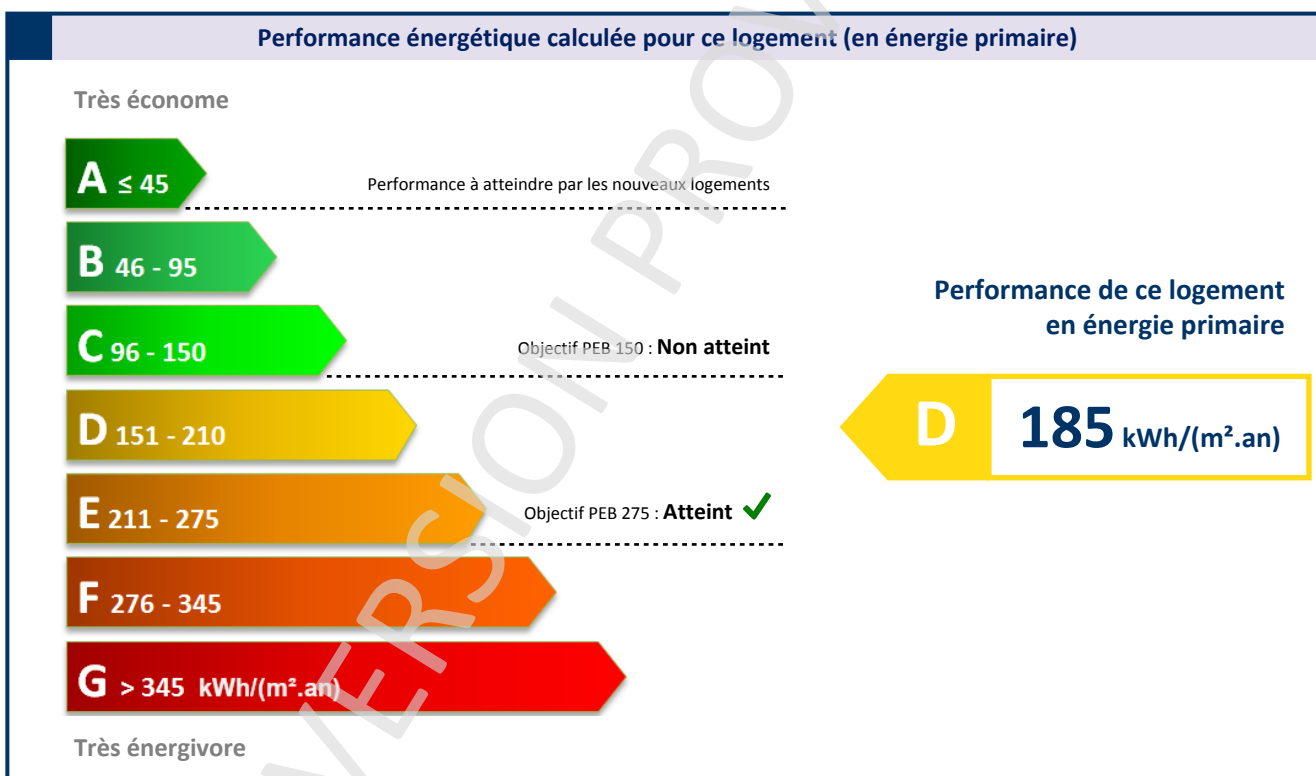 Performance énergétique calculée pour ce logement (en énergie primaire)
Très économe
A ≤ 45
Performance à atteindre par les nouveaux logements
B 46 - 95
C 96 - 150
Objectif PEB 150 : Non atteint
D 151 - 210
E 211 - 275
Objectif PEB 275 : Atteint
F 276 - 345
G > 345 kWh/(m².an)
Très énergivore
Performance de ce logement
en énergie primaire
D 185 kWh/(m².an)
VERSION PROV